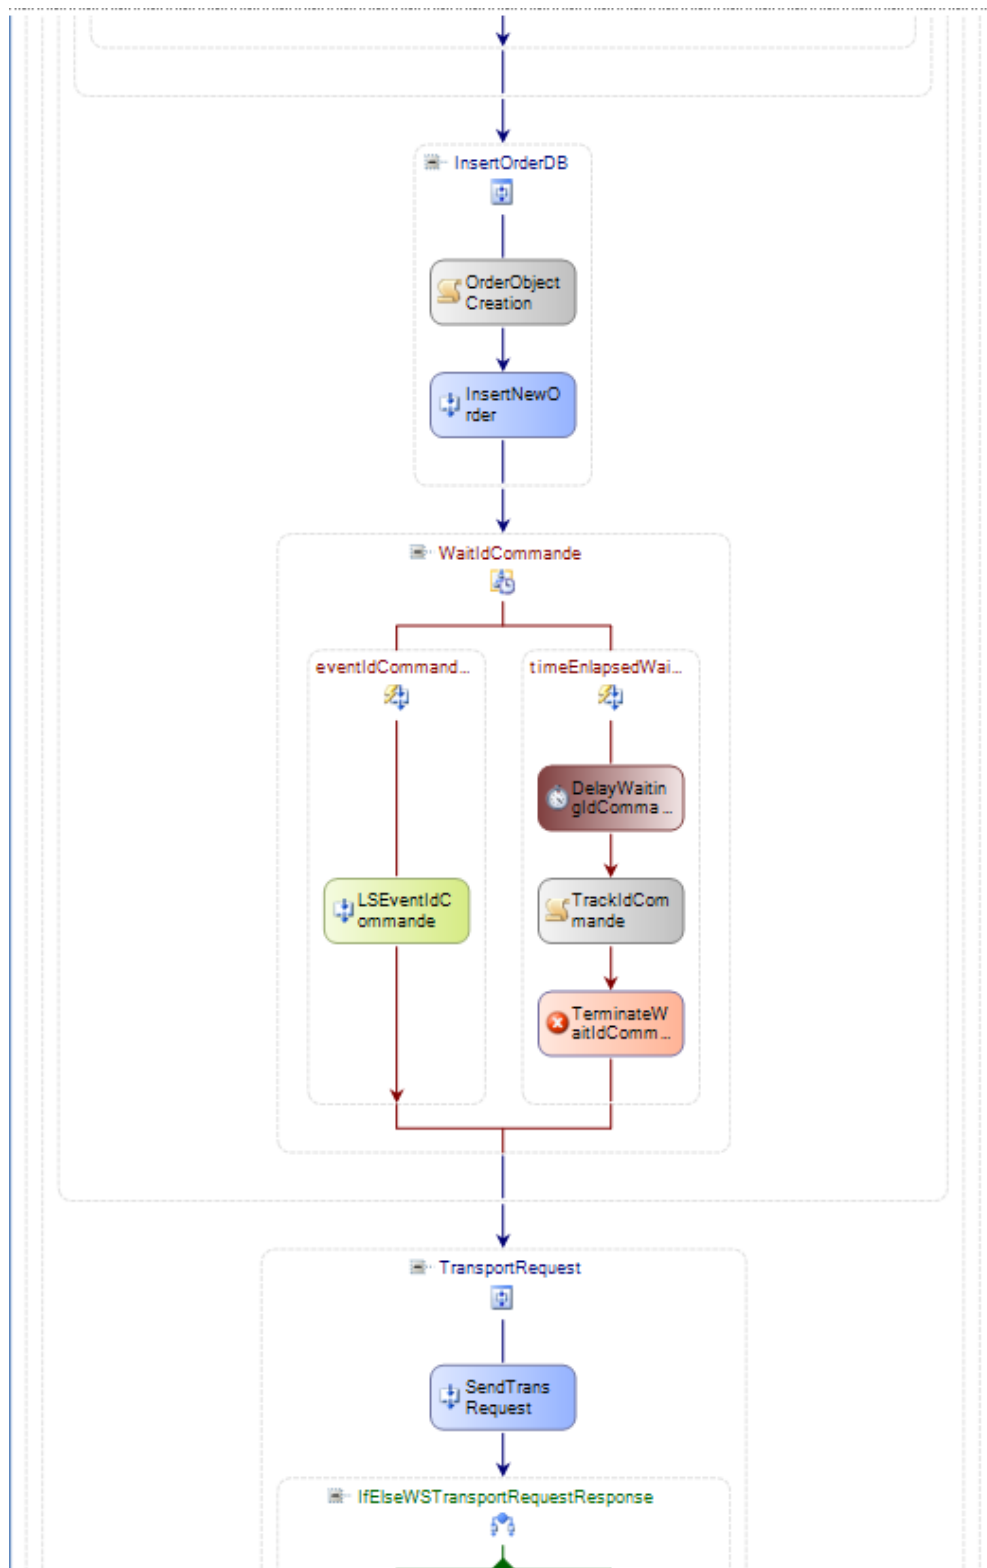 InsertOrderDB
OrderObject
Creation
InsertNewO
rder
WaitIdCommande
eventIdCommand...
timeEnlapsedWai...
DelayWaitin
gIdComma...
LSEventIdC
ommande
TrackIdCom
mande
TerminateW
aitIdComm...
TransportRequest
SendTrans
Request
IfElseWSTransportRequestResponse